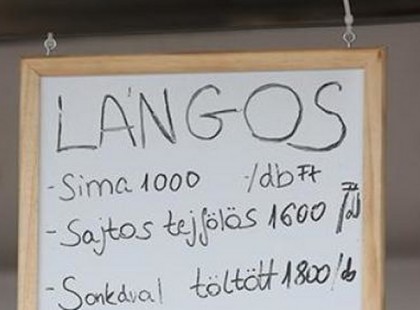 LÁNGOS
-Sima 1000 -/db Ft
-Sajtos tejfölös 1600 Ft/db
-Sonkával töltött 1800/db